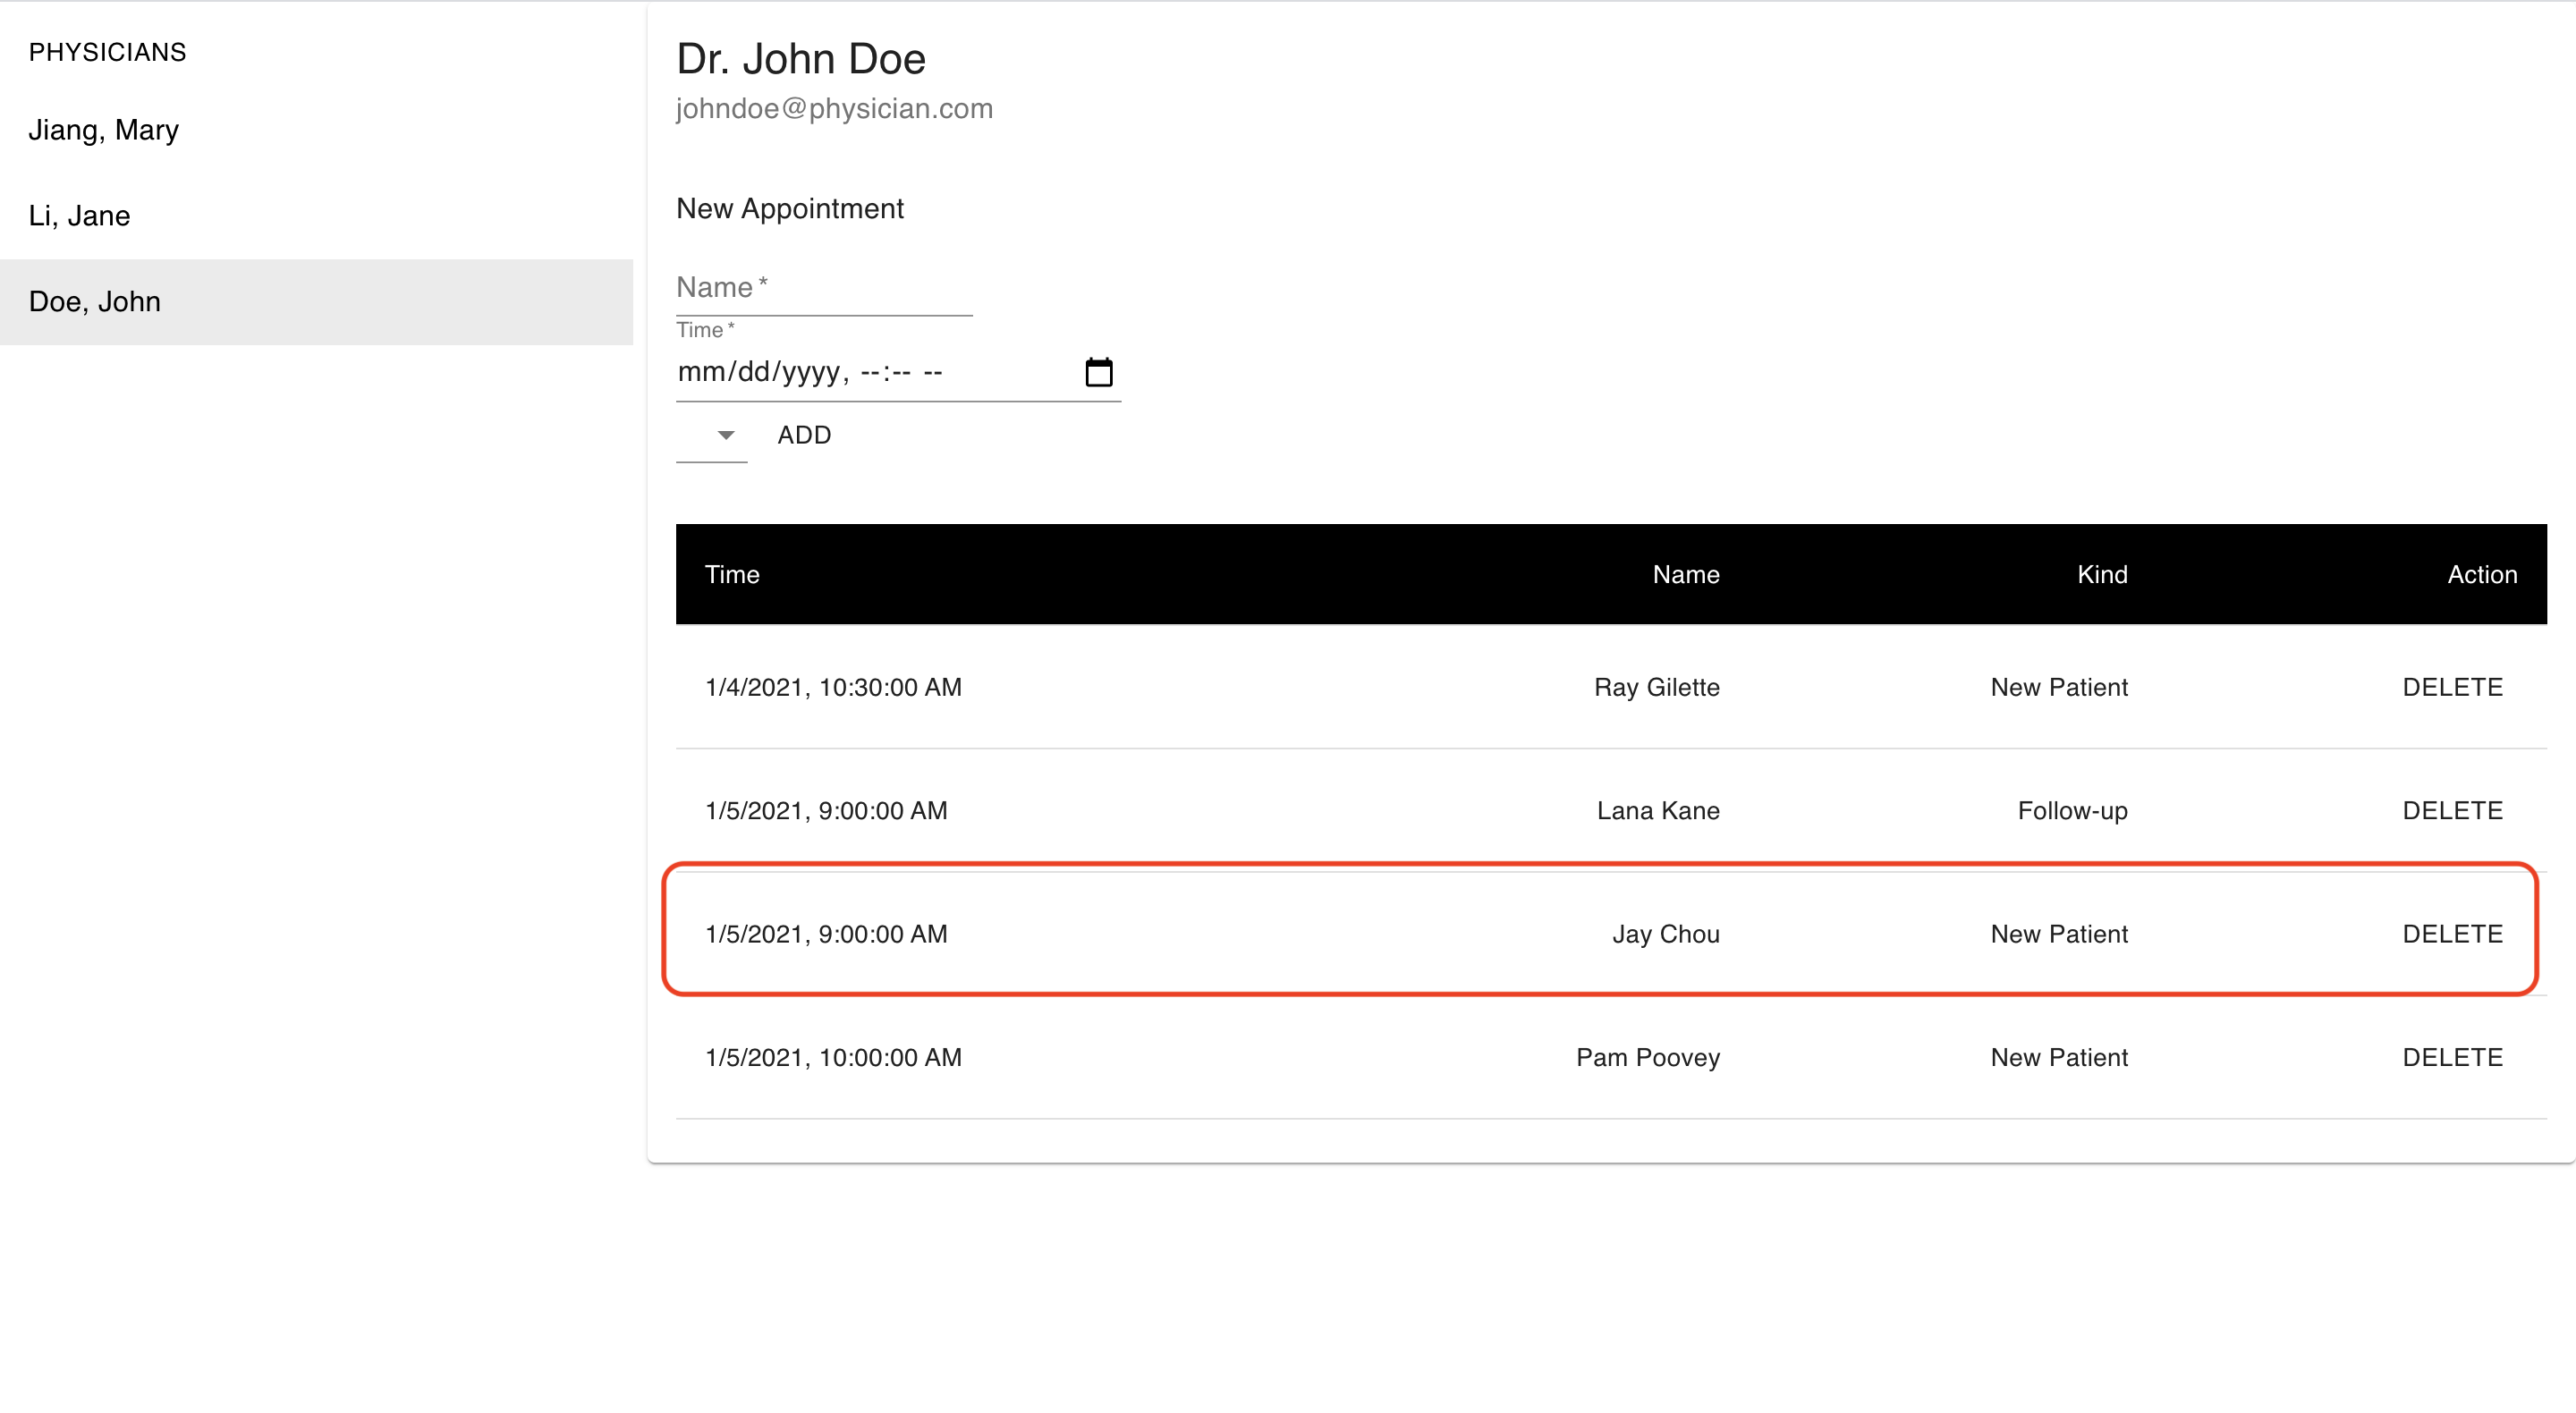 PHYSICIANS
Jiang, Mary
Li, Jane
Doe, John
Dr. John Doe
johndoe@physician.com
New Appointment
Name *
Time *
mm/dd/yyyy, --:-- --
ADD
Time Name Kind Action
1/4/2021, 10:30:00 AM Ray Gilette New Patient DELETE
1/5/2021, 9:00:00 AM Lana Kane Follow-up DELETE
1/5/2021, 9:00:00 AM Jay Chou New Patient DELETE
1/5/2021, 10:00:00 AM Pam Poovey New Patient DELETE